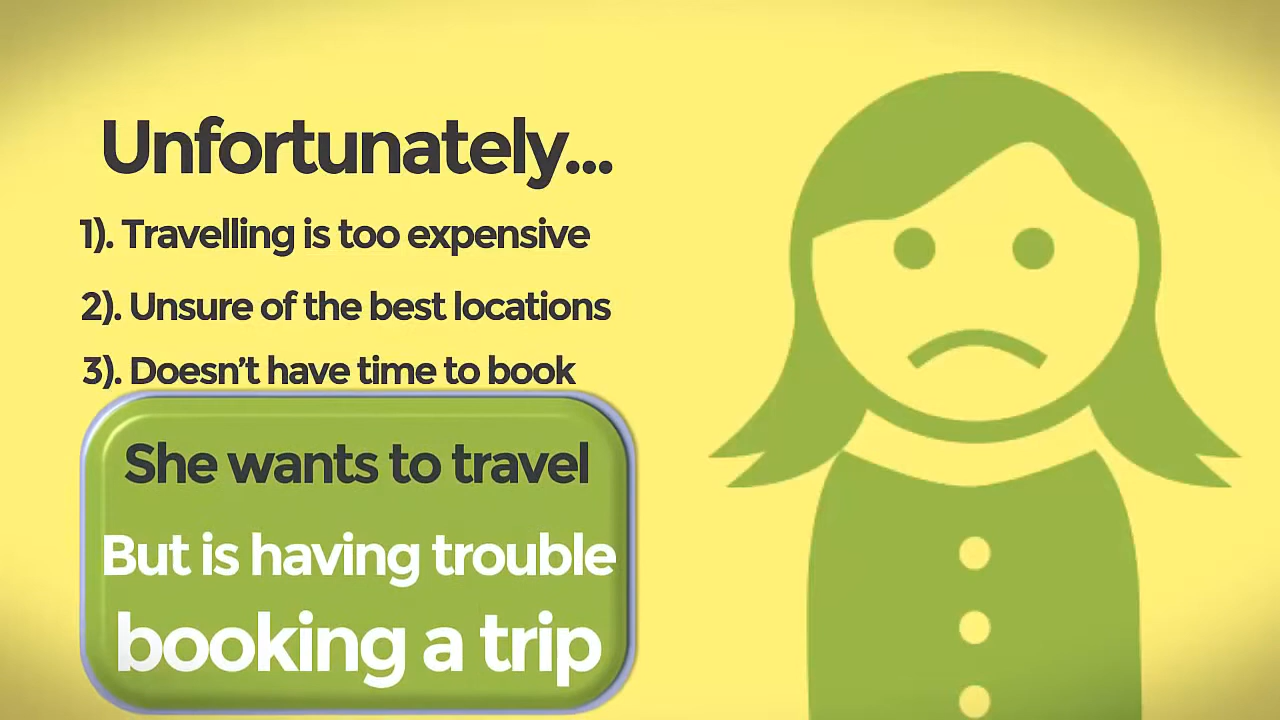 Unfortunately...
1). Travelling is too expensive
2). Unsure of the best locations
3). Doesn’t have time to book
She wants to travel
But is having trouble
booking a trip